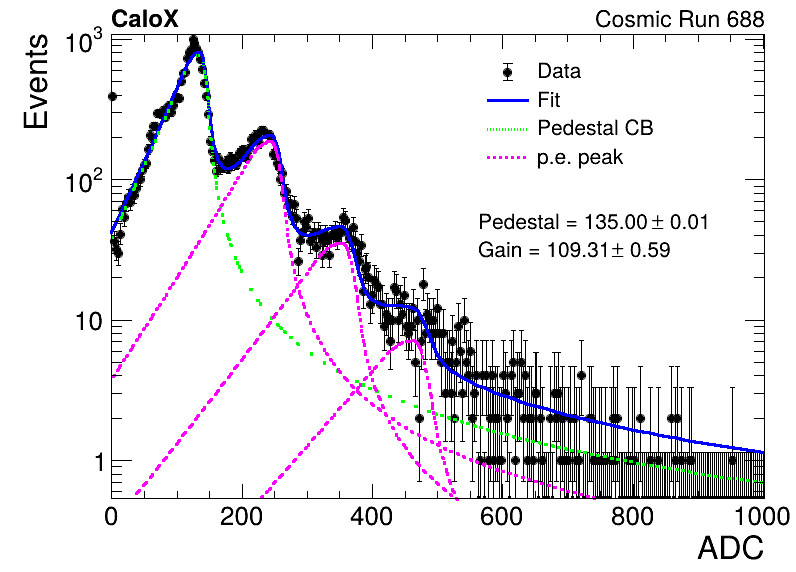 CaloX Cosmic Run 688
Events
10³
10²
10
1
Data
Fit
Pedestal CB
p.e. peak
Pedestal = 135.00 ± 0.01
Gain = 109.31 ± 0.59
0 200 400 600 800 1000
ADC